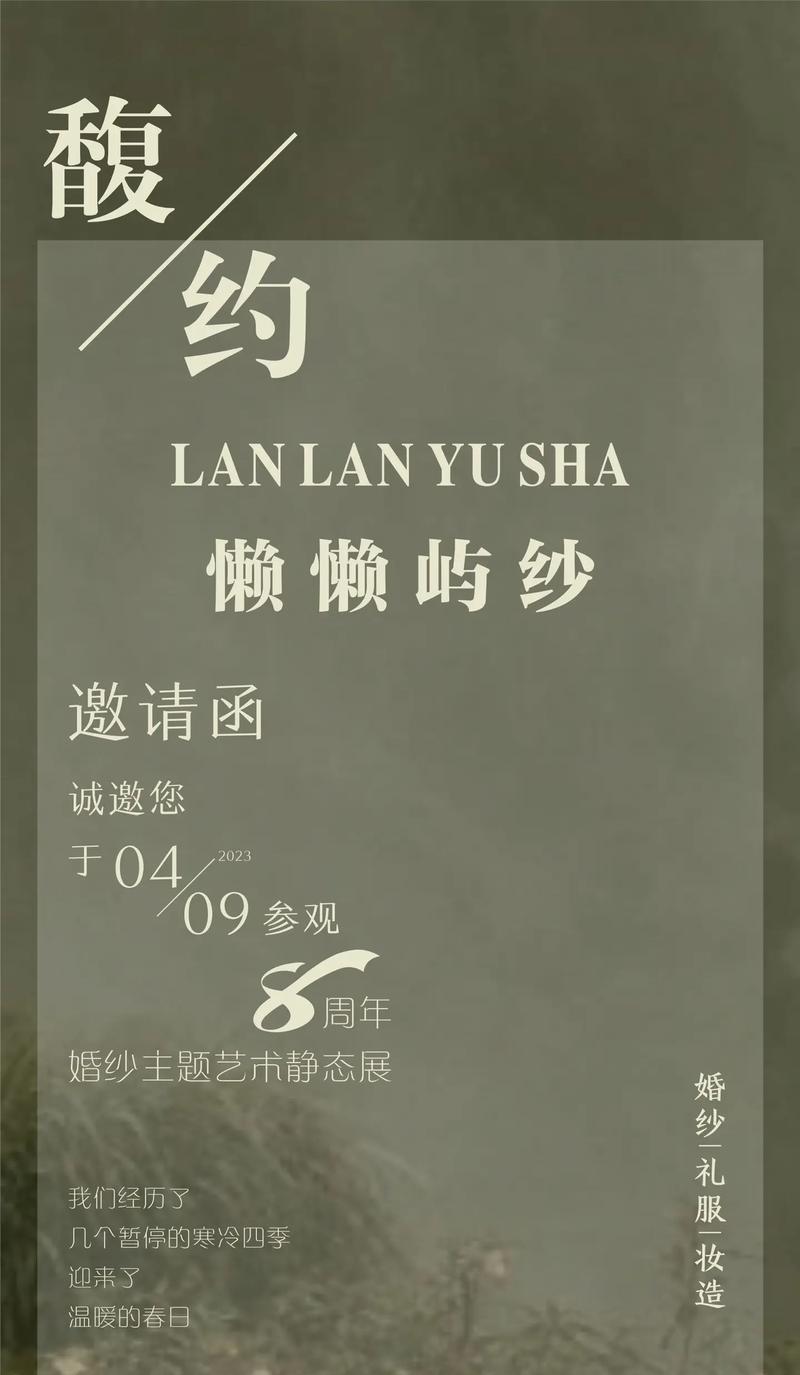 馥
约
LAN LAN YU SHA
懒懒屿纱
邀请函
诚邀您
于 04/09 2023 参观
8周年
婚纱主题艺术静态展
我们经历了
几个暂停的寒冷四季
迎来了
温暖的春日
婚纱|礼服|妆造